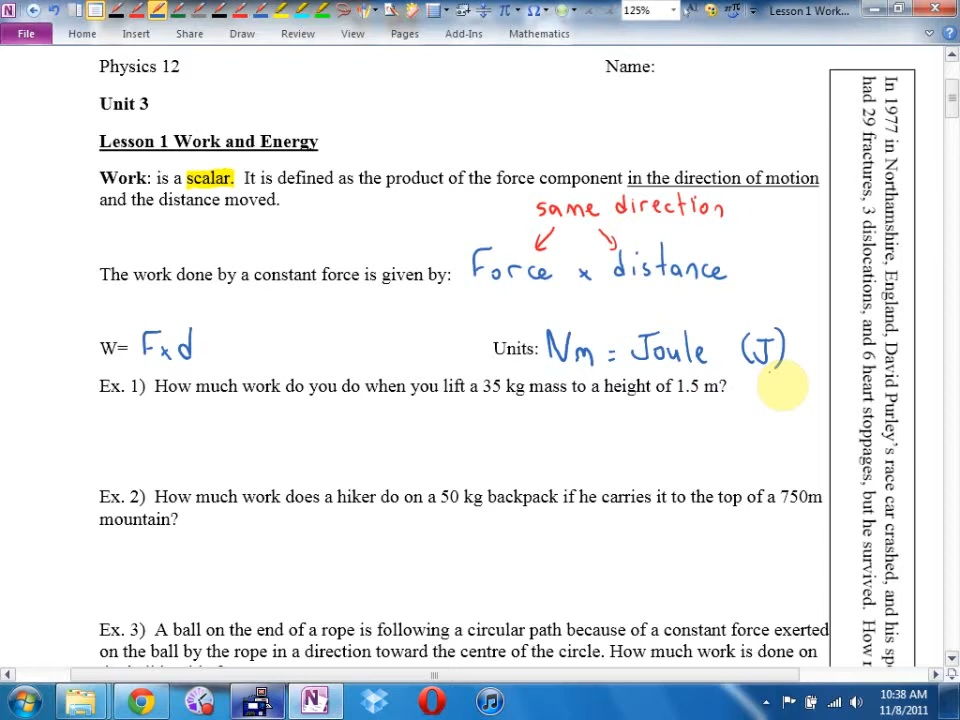 125%
Lesson 1 Work...
File Home Insert Share Draw Review View Pages Add-Ins Mathematics
Physics 12 Name:
Unit 3
Lesson 1 Work and Energy
Work: is a scalar. It is defined as the product of the force component in the direction of motion
and the distance moved.
same direction
The work done by a constant force is given by: Force x distance
W= Fxd Units: Nm = Joule (J)
Ex. 1) How much work do you do when you lift a 35 kg mass to a height of 1.5 m?
Ex. 2) How much work does a hiker do on a 50 kg backpack if he carries it to the top of a 750m
mountain?
Ex. 3) A ball on the end of a rope is following a circular path because of a constant force exerted
on the ball by the rope in a direction toward the centre of the circle. How much work is done on
In 1977 in Northamshire, England, David Purley's race car crashed, and his sp
had 29 fractures, 3 dislocations, and 6 heart stoppages, but he survived. How
10:38 AM
11/8/2011